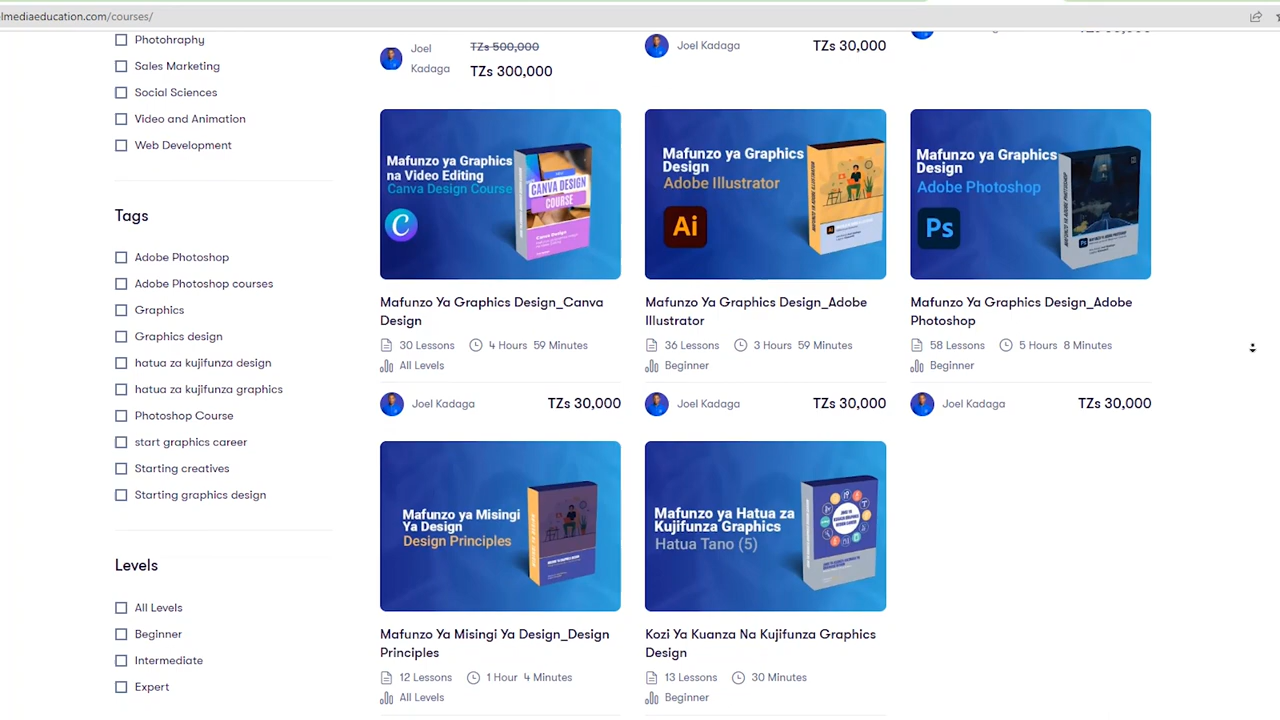 lmediaeducation.com/courses/
Photohraphy
Sales Marketing
Social Sciences
Video and Animation
Web Development
Tags
Adobe Photoshop
Adobe Photoshop courses
Graphics
Graphics design
hatua za kujifunza design
hatua za kujifunza graphics
Photoshop Course
start graphics career
Starting creatives
Starting graphics design
Levels
All Levels
Beginner
Intermediate
Expert
Joel
Kadaga
TZs 500,000
TZs 300,000
Joel Kadaga
TZs 30,000
Mafunzo ya Graphics
na Video Editing
Canva Design Course
CANVA DESIGN
COURSE
Canva Design
Mafunzo Ya Graphics Design_Canva
Design
30 Lessons 4 Hours 59 Minutes
All Levels
Joel Kadaga TZs 30,000
Mafunzo ya Graphics
Design
Adobe Illustrator
Ai
Mafunzo Ya Graphics Design_Adobe
Illustrator
36 Lessons 3 Hours 59 Minutes
Beginner
Joel Kadaga TZs 30,000
Mafunzo ya Graphics
Design
Adobe Photoshop
Ps
Mafunzo Ya Graphics Design_Adobe
Photoshop
58 Lessons 5 Hours 8 Minutes
Beginner
Joel Kadaga TZs 30,000
Mafunzo ya Misingi
Ya Design
Design Principles
Mafunzo Ya Misingi Ya Design_Design
Principles
12 Lessons 1 Hour 4 Minutes
All Levels
Mafunzo ya Hatua za
Kujifunza Graphics
Hatua Tano (5)
Kozi Ya Kuanza Na Kujifunza Graphics
Design
13 Lessons 30 Minutes
Beginner